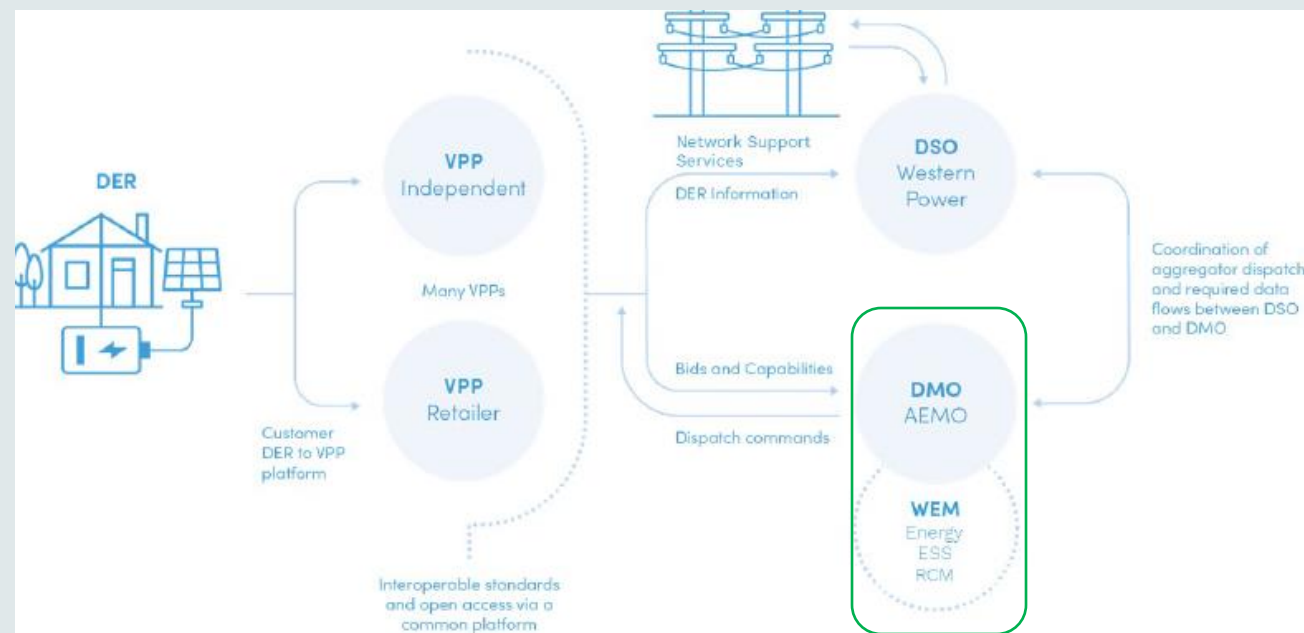 DER
VPP
Independent
Many VPPs
VPP
Retailer
Customer
DER to VPP
platform
Interoperable standards
and open access via a
common platform
Network Support
Services
DER Information
DSO
Western
Power
Bids and Capabilities
Dispatch commands
DMO
AEMO
WEM
Energy
ESS
RCM
Coordination of
aggregator dispatch
and required data
flows between DSO
and DMO